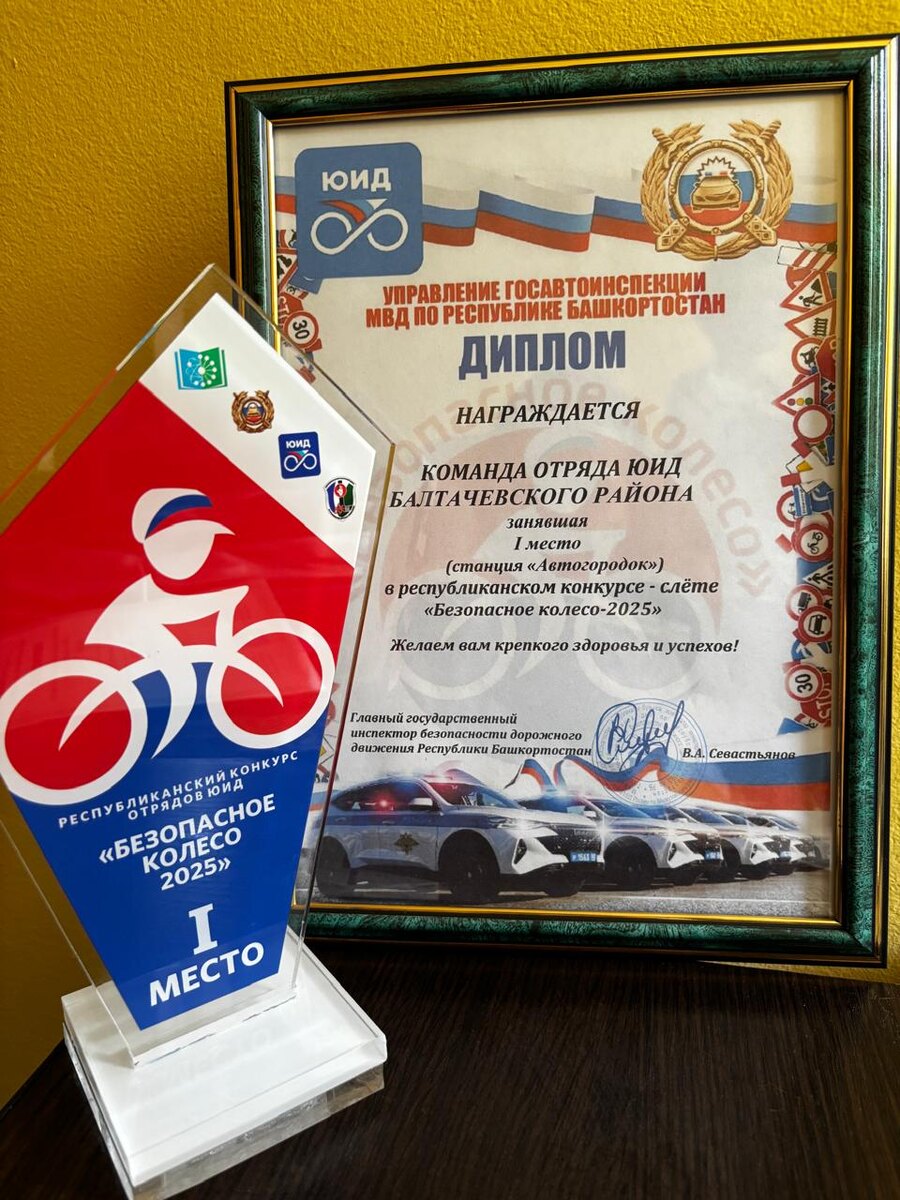 ЮИД
УПРАВЛЕНИЕ ГОСАВТОИНСПЕКЦИИ
МВД ПО РЕСПУБЛИКЕ БАШКОРТОСТАН
ДИПЛОМ
НАГРАЖДАЕТСЯ
КОМАНДА ОТРЯДА ЮИД
БАЛТАЧЕВСКОГО РАЙОНА
занявшая
I место
(станция «Автогородок»)
в республиканском конкурсе - слёте
«Безопасное колесо-2025»
Желаем вам крепкого здоровья и успехов!
Главный государственный
инспектор безопасности дорожного
движения Республики Башкортостан
В.А. Севастьянов
30
30
ЮИД
РЕСПУБЛИКАНСКИЙ КОНКУРС
ОТРЯДОВ ЮИД
«БЕЗОПАСНОЕ
КОЛЕСО
2025»
I
МЕСТО